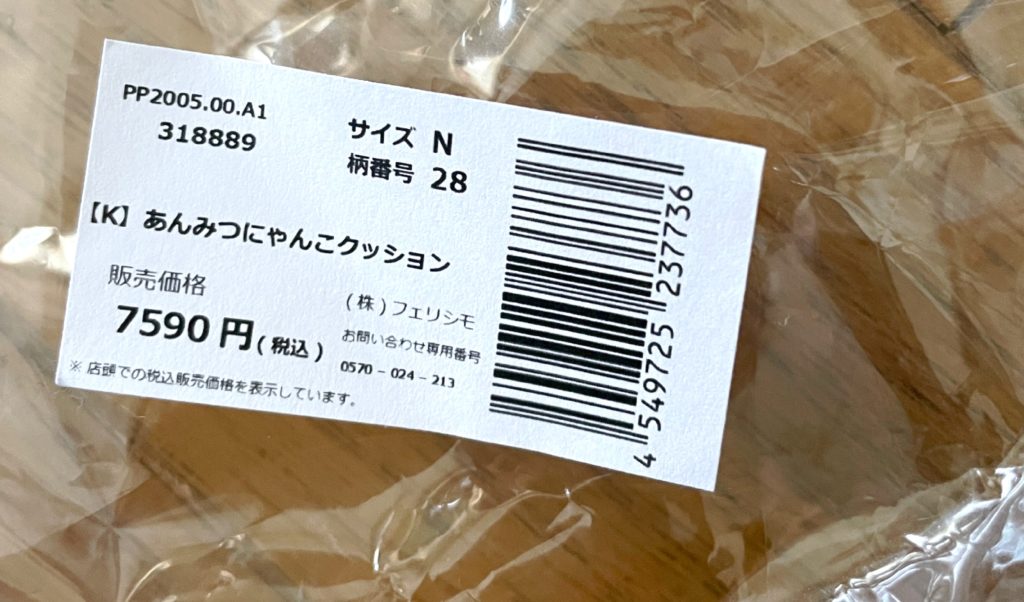 PP2005.00.A1
318889
サイズ N
柄番号 28
【K】あんみつにゃんこクッション
販売価格
7590 円(税込)
※店頭での税込販売価格を表示しています。
(株)フェリシモ
お問い合わせ専用番号
0570-024-213
4 549725 237736